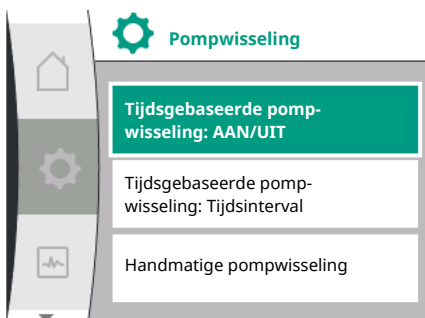 Pompwisseling
Tijdsgebaseerde pomp-
wisseling: AAN/UIT
Tijdsgebaseerde pomp-
wisseling: Tijdsinterval
Handmatige pompwisseling